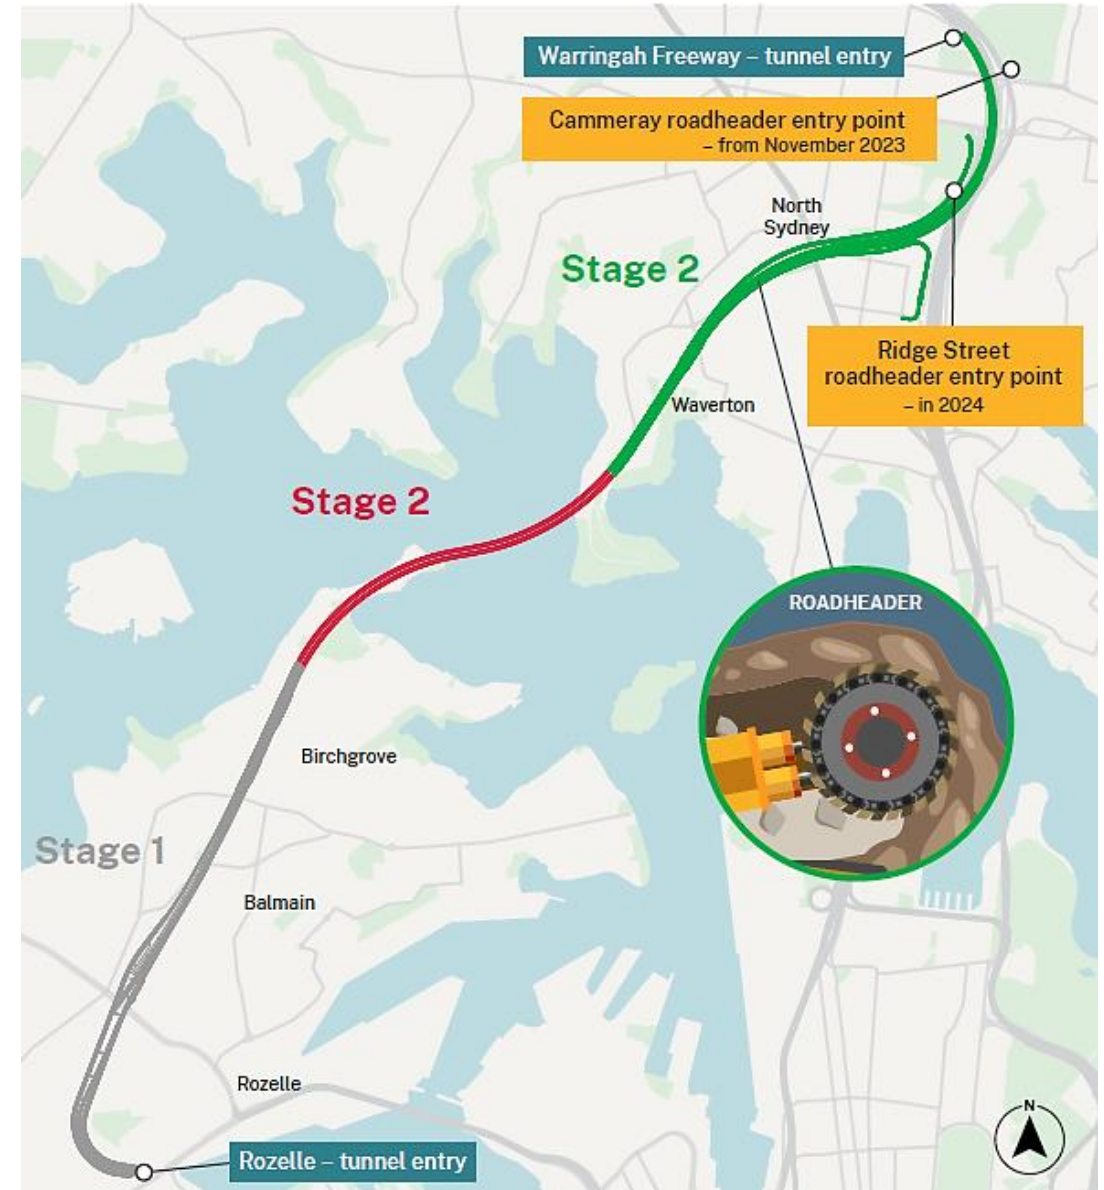 Warringah Freeway – tunnel entry
Cammeray roadheader entry point
– from November 2023
North
Sydney
Stage 2
Ridge Street
roadheader entry point
– in 2024
Waverton
Stage 2
ROADHEADER
Birchgrove
Stage 1
Balmain
Rozelle
N
Rozelle – tunnel entry